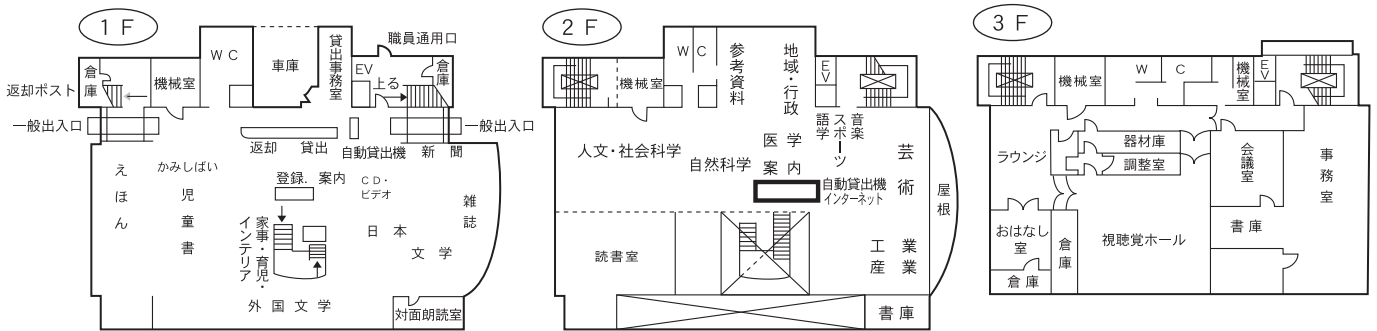 1F
WC
車庫
貸出事務室
職員通用口
倉庫
機械室
EV
上る
倉庫
返却ポスト
一般出入口
一般出入口
返却 貸出
自動貸出機
新聞
えほん
かみしばい
児童書
登録.案内
CD・
ビデオ
雑誌
家事・育児・
インテリア
日本
文学
外国文学
対面朗読室
2F
WC
参考資料
地域・行政
機械室
EV
音楽
スポーツ
語学
人文・社会科学
自然科学
医学
案内
芸術
自動貸出機
インターネット
屋根
読書室
工業
産業
書庫
3F
機械室
WC
機械室
EV
ラウンジ
器材庫
調整室
会議室
事務室
おはなし
室
倉庫
倉庫
視聴覚ホール
書庫